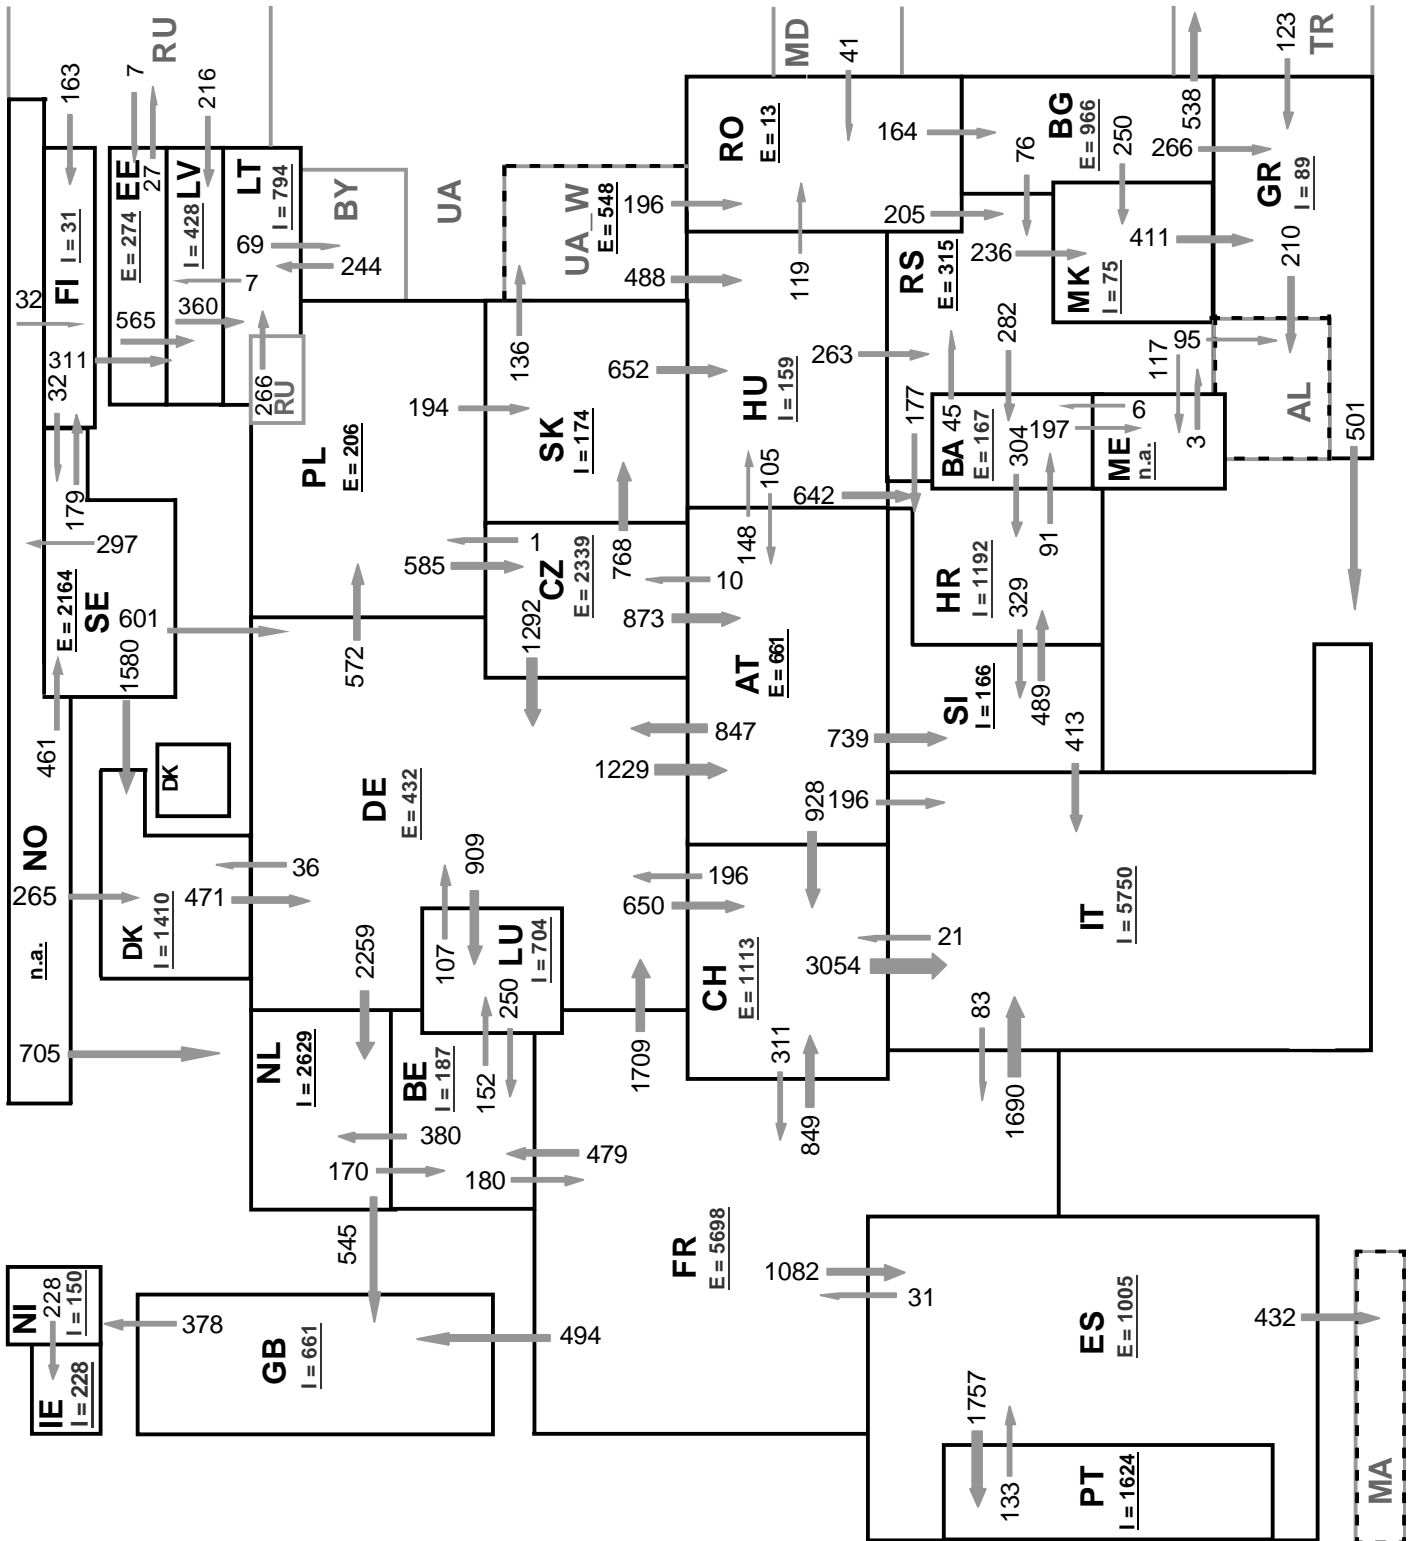 RU
MD
TR
163
7
216
41
538
123
27
FI
I = 31
EE
E = 274
LV
I = 428
LT
I = 794
BY
UA
UA_W
E = 548
RO
E = 13
BG
E = 966
GR
I = 89
164
76
250
266
196
205
236
411
210
69
244
7
32
565
360
311
32
266
RU
136
488
119
RS
E = 315
MK
I = 75
282
95
117
PL
E = 206
194
SK
I = 174
652
HU
I = 159
263
177
BA
E = 167
45
304
197
6
ME
n.a.
3
AL
501
179
297
SE
E = 2164
601
1580
461
585
1
CZ
E = 2339
768
1292
148
105
642
91
10
873
HR
I = 1192
329
572
AT
E = 661
SI
I = 166
489
413
847
1229
739
928
196
DK
NO
n.a.
265
DK
I = 1410
471
36
DE
E = 432
909
107
LU
I = 704
250
152
196
650
CH
E = 1113
3054
21
IT
I = 5750
705
2259
NL
I = 2629
BE
I = 187
1709
311
849
83
1690
380
170
180
479
545
FR
E = 5698
1082
31
NI
I = 150
228
378
IE
I = 228
GB
I = 661
494
ES
E = 1005
432
1757
133
PT
I = 1624
MA